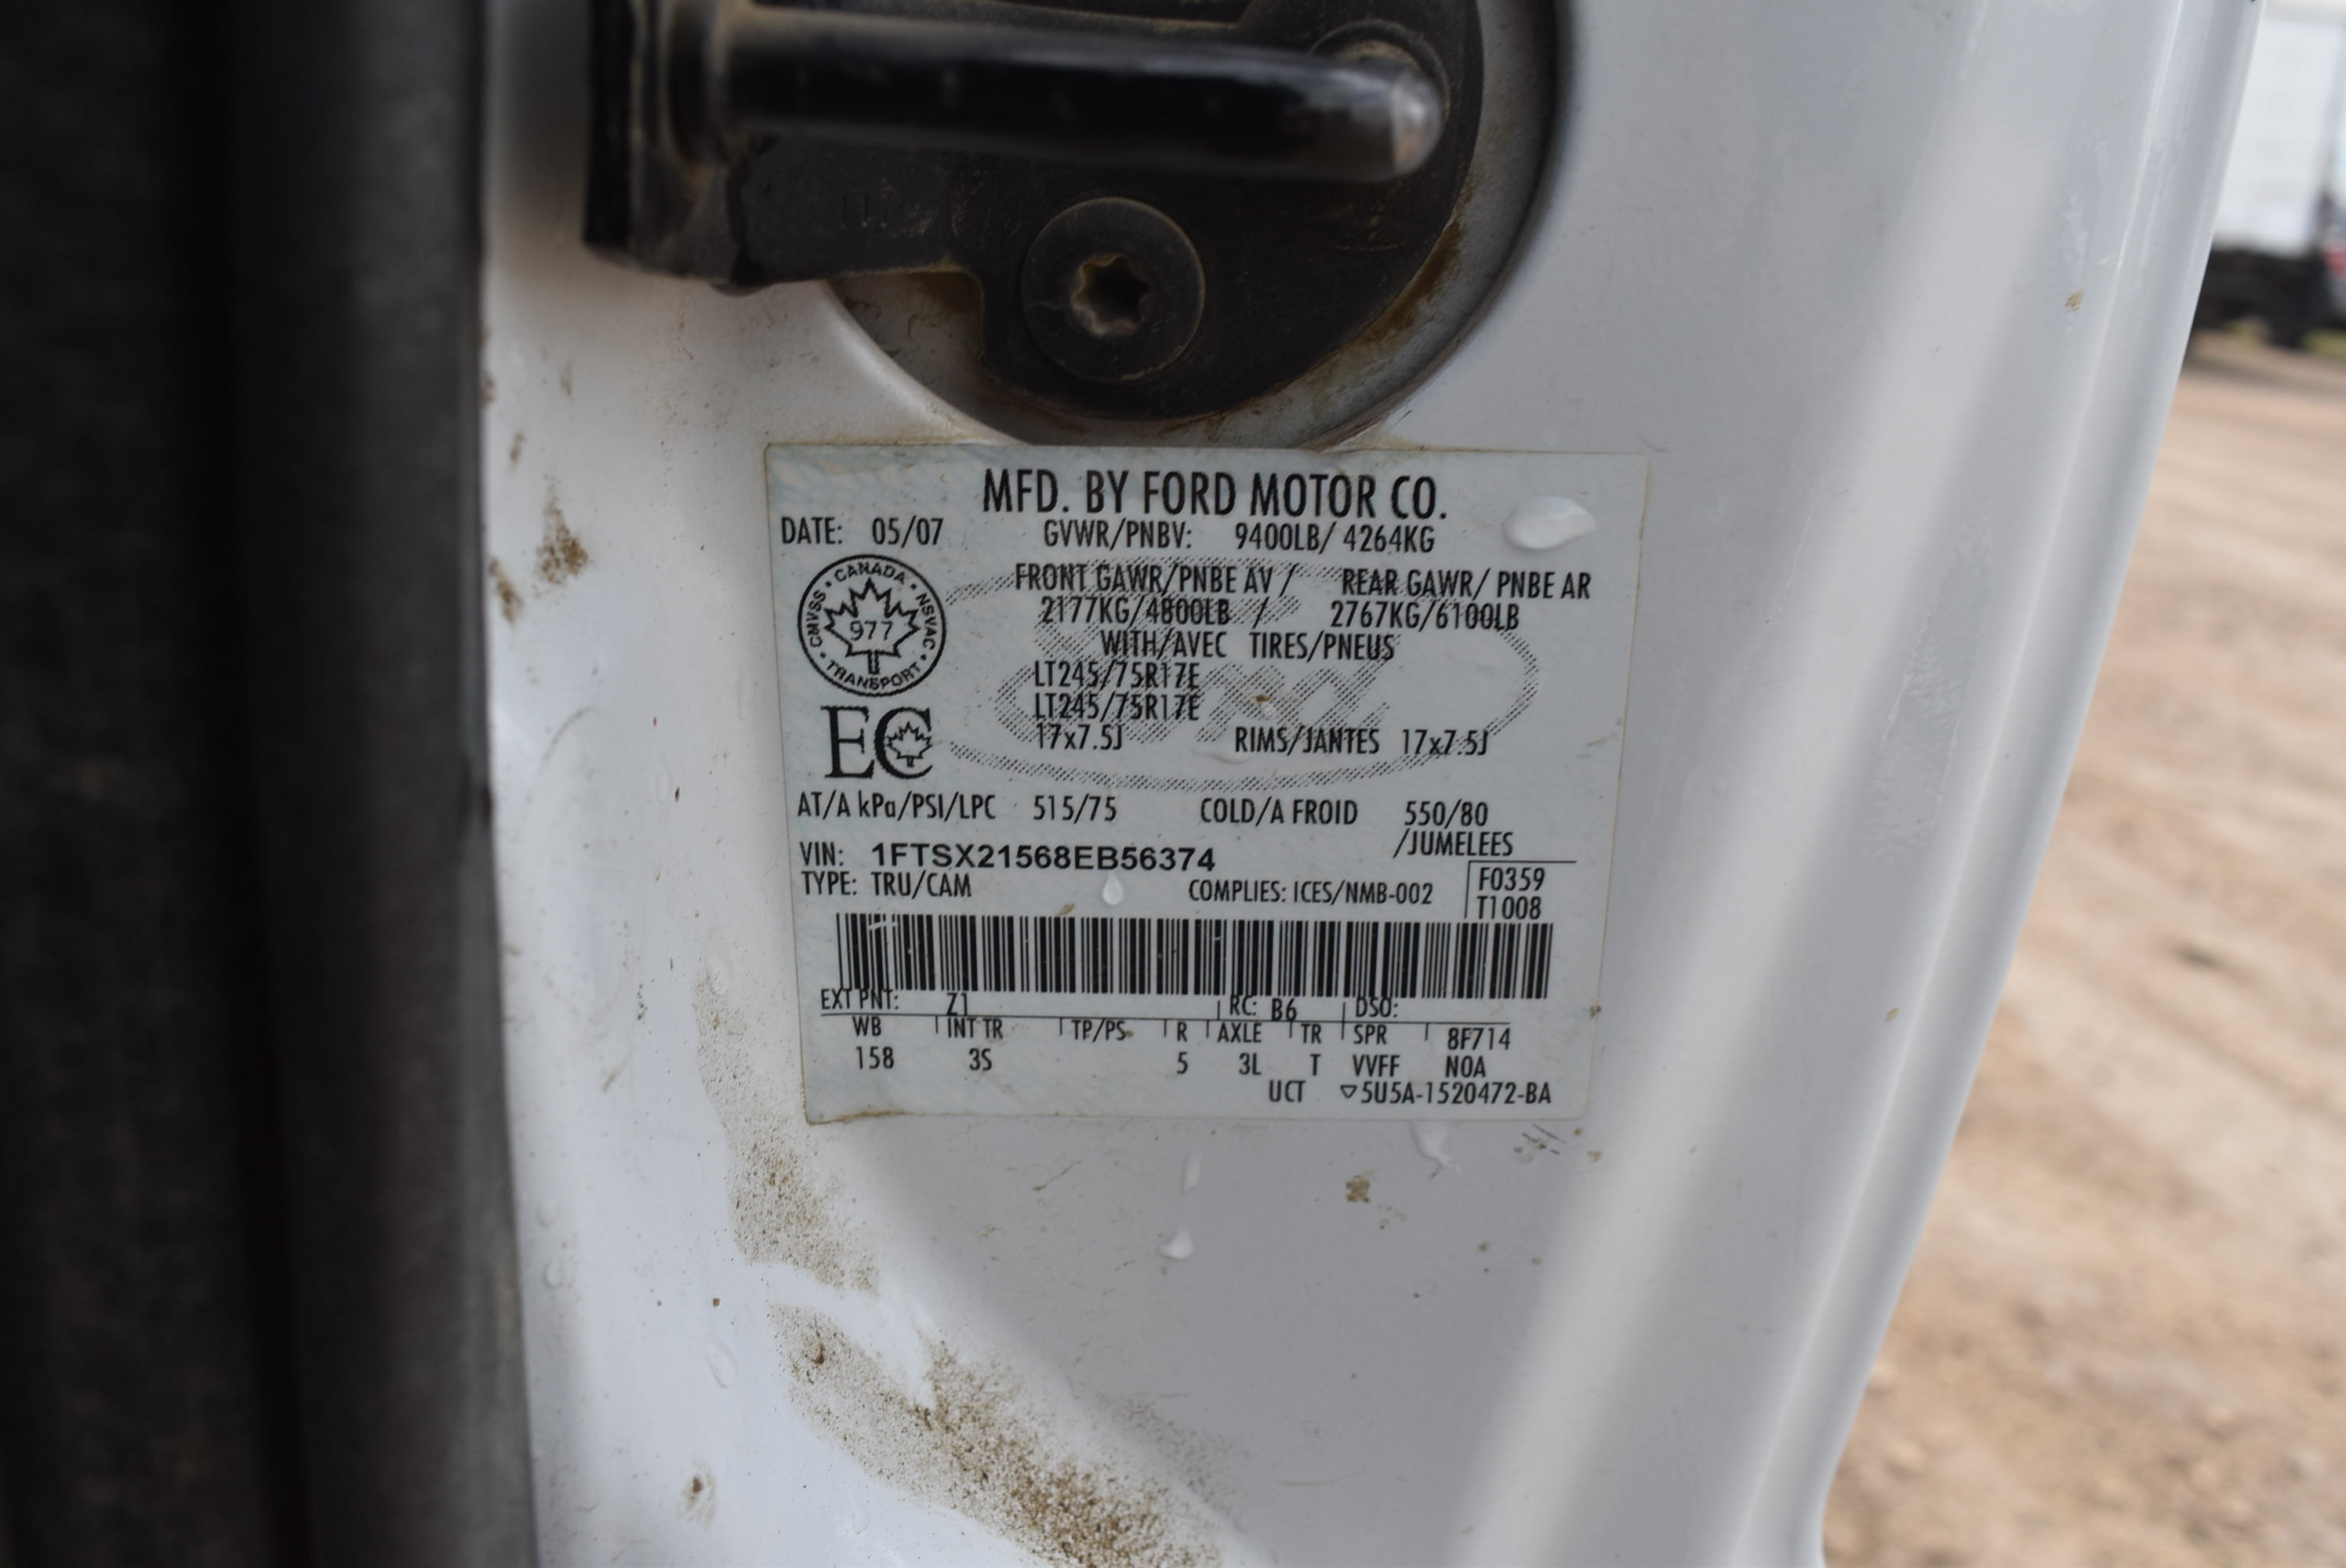 MFD. BY FORD MOTOR CO.
DATE: 05/07 GVWR/PNBV: 9400LB/ 4264KG
CANADA · NSVAC · TRANSPORT · CMVSS ·
977
FRONT GAWR/PNBE AV / REAR GAWR/ PNBE AR
2177KG/4800LB / 2767KG/6100LB
WITH/AVEC TIRES/PNEUS
LT245/75R17E
LT245/75R17E
EC
17x7.5J RIMS/JANTES 17x7.5J
AT/A kPa/PSI/LPC 515/75 COLD/A FROID 550/80
/JUMELEES
VIN: 1FTSX21568EB56374
TYPE: TRU/CAM COMPLIES: ICES/NMB-002
F0359
T1008
EXT PNT: Z1 RC: B6 DSO:
WB INT TR TP/PS R AXLE TR SPR 8F714
158 3S 5 3L T VVFF NOA
UCT ▽5U5A-1520472-BA